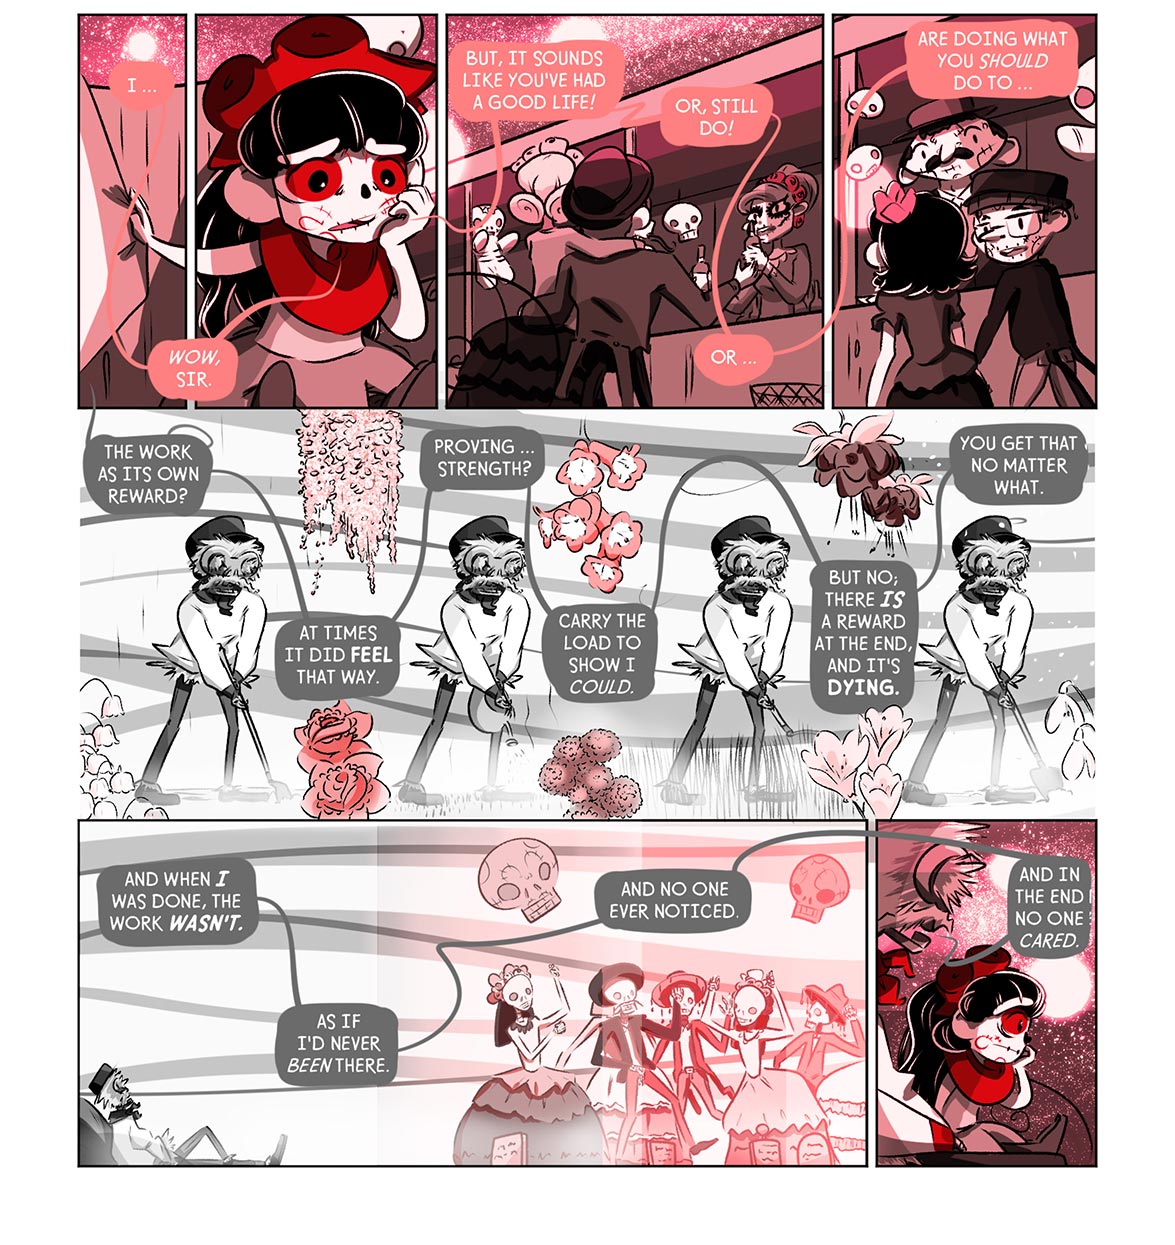 I ...
WOW,
SIR.
BUT, IT SOUNDS
LIKE YOU'VE HAD
A GOOD LIFE!
OR, STILL
DO!
OR ...
ARE DOING WHAT
YOU SHOULD
DO TO ...
THE WORK
AS ITS OWN
REWARD?
AT TIMES
IT DID FEEL
THAT WAY.
PROVING ...
STRENGTH?
CARRY THE
LOAD TO
SHOW I
COULD.
BUT NO;
THERE IS
A REWARD
AT THE END,
AND IT'S
DYING.
YOU GET THAT
NO MATTER
WHAT.
AND WHEN I
WAS DONE, THE
WORK WASN'T.
AS IF
I'D NEVER
BEEN THERE.
AND NO ONE
EVER NOTICED.
AND IN
THE END
NO ONE
CARED.